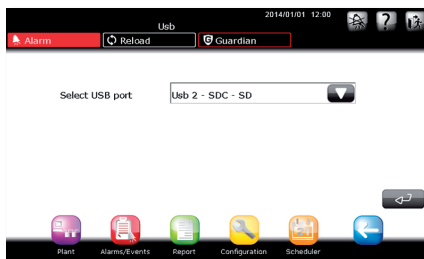 2014/01/01 12:00
Usb
?
Alarm
Reload
G Guardian
Select USB port
Usb 2 - SDC - SD
Plant
Alarms/Events
Report
Configuration
Scheduler